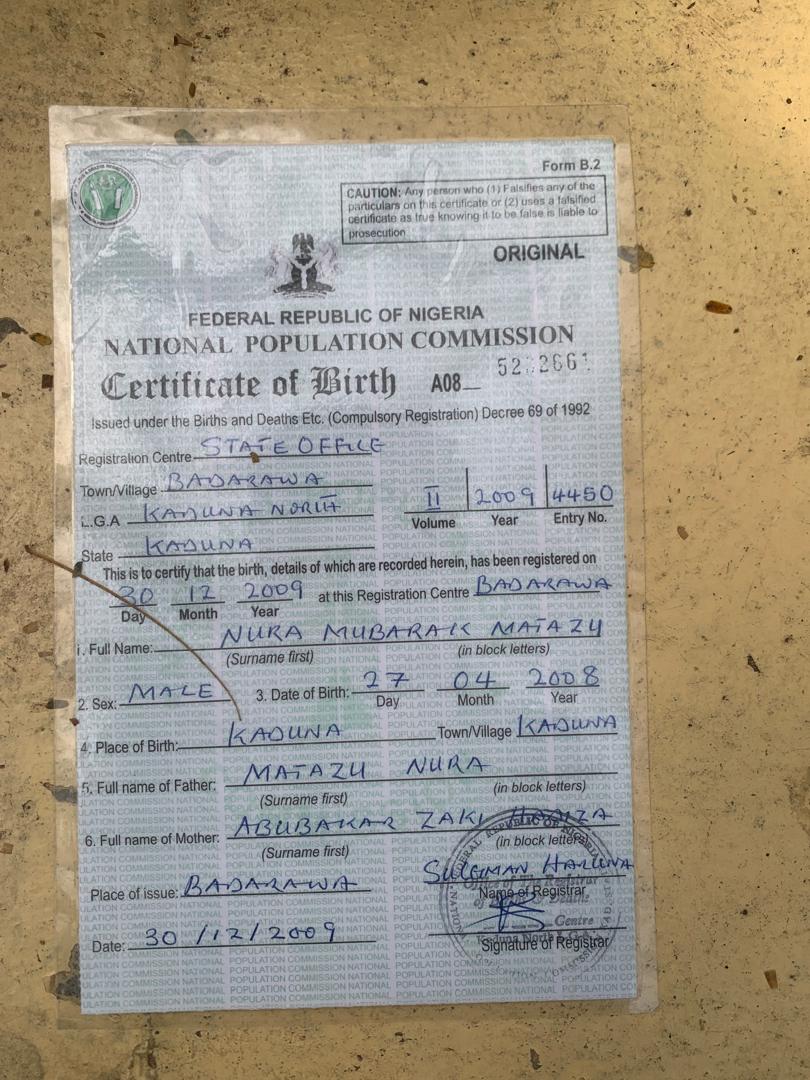 Form B.2
CAUTION: Any person who (1) Falsifies any of the
particulars on this certificate or (2) uses a falsified
certificate as true knowing it to be false is liable to
prosecution
ORIGINAL
FEDERAL REPUBLIC OF NIGERIA
NATIONAL POPULATION COMMISSION
Certificate of Birth A08
Issued under the Births and Deaths Etc. (Compulsory Registration) Decree 69 of 1992
Registration Centre STATE OFFICE
Town/Village BADARAWA
L.G.A KADUNA NORTH
II 2009 4450
Volume Year Entry No.
State KADUNA
This is to certify that the birth, details of which are recorded herein, has been registered on
30 12 2009 at this Registration Centre BADARAWA
Day Month Year
1. Full Name: NURA MUBARAK MATAZU
(Surname first) (in block letters)
2. Sex: MALE 3. Date of Birth: 27 04 2008
Day Month Year
4. Place of Birth: KADUNA Town/Village KADUNA
5. Full name of Father: MATAZU NURA
(Surname first) (in block letters)
6. Full name of Mother: ABUBAKAR ZAKI
(Surname first) (in block letters)
Place of issue: BADARAWA
SULEIMAN HARUNA
Name of Registrar
Date: 30/12/2009
Signature of Registrar